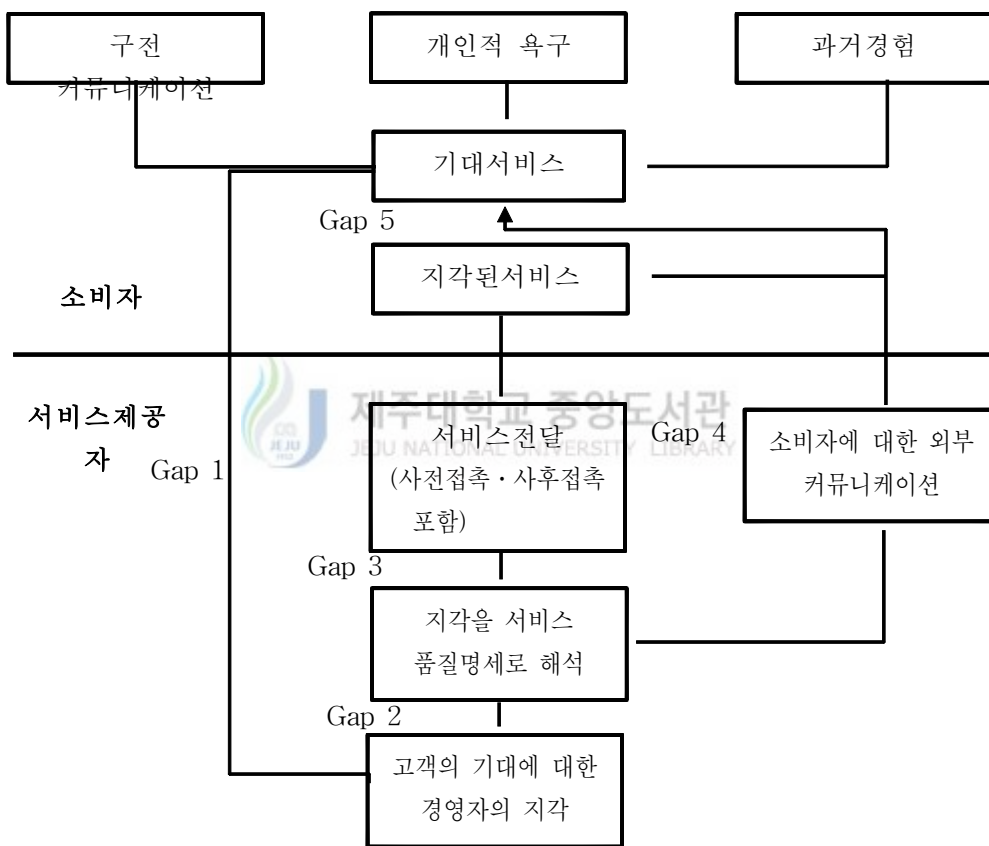 구전
커뮤니케이션
개인적 욕구
과거경험
기대서비스
Gap 5
지각된서비스
소비자
서비스제공
자
Gap 1
재주대학교 중앙도서관
JEJU NATIONAL UNIVERSITY LIBRARY
JEJU
1952
서비스전달
(사전접촉·사후접촉
포함)
Gap 4
소비자에 대한 외부
커뮤니케이션
Gap 3
지각을 서비스
품질명세로 해석
Gap 2
고객의 기대에 대한
경영자의 지각